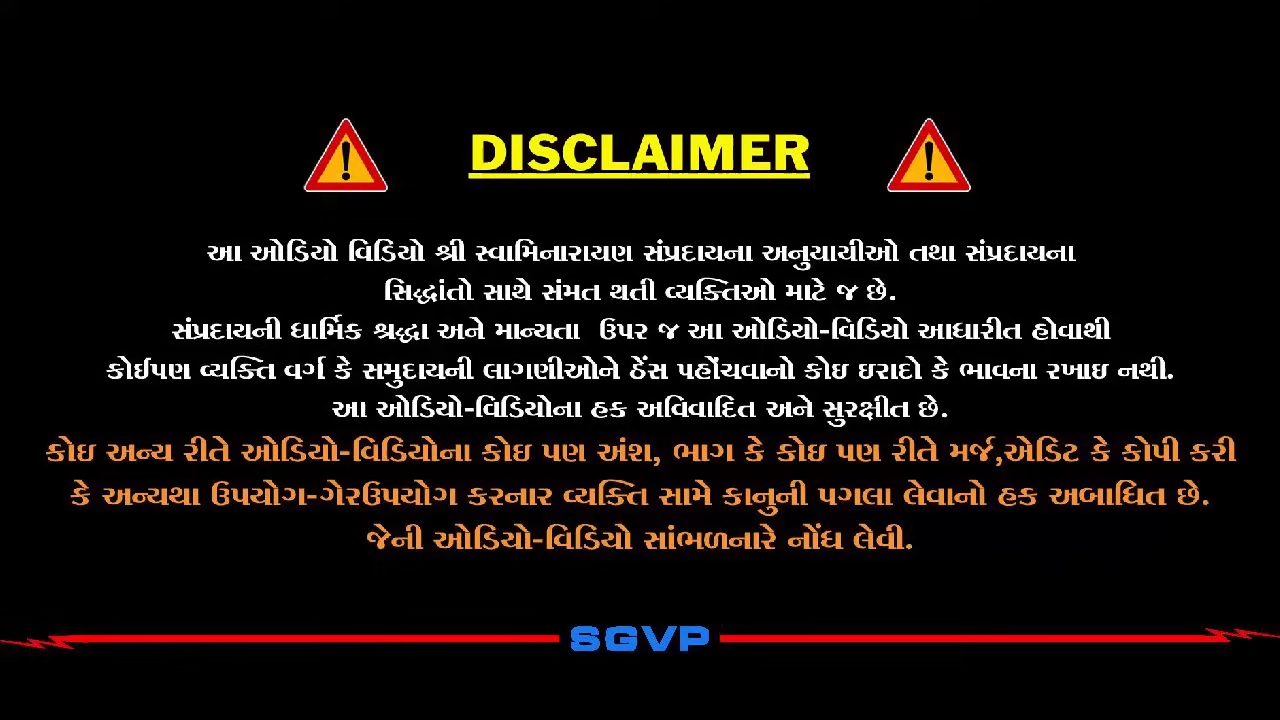 DISCLAIMER
આ ઓડિયો વિડિયો શ્રી સ્વામિનારાયણ સંપ્રદાયના અનુયાયીઓ તથા સંપ્રદાયના
સિદ્ધાંતો સાથે સંમત થતી વ્યક્તિઓ માટે જ છે.
સંપ્રદાયની ધાર્મિક શ્રદ્ધા અને માન્યતા ઉપર જ આ ઓડિયો-વિડિયો આધારીત હોવાથી
કોઈપણ વ્યક્તિ વર્ગ કે સમુદાયની લાગણીઓને ઠેંસ પહોંચવાનો કોઇ ઇરાદો કે ભાવના રખાઇ નથી.
આ ઓડિયો-વિડિયોના હક અવિવાદિત અને સુરક્ષીત છે.
કોઇ અન્ય રીતે ઓડિયો-વિડિયોના કોઇ પણ અંશ, ભાગ કે કોઇ પણ રીતે મર્જ,એડિટ કે કોપી કરી
કે અન્યથા ઉપયોગ-ગેરઉપયોગ કરનાર વ્યક્તિ સામે કાનુની પગલા લેવાનો હક અબાધિત છે.
જેની ઓડિયો-વિડિયો સાંભળનારે નોંધ લેવી.
SGVP